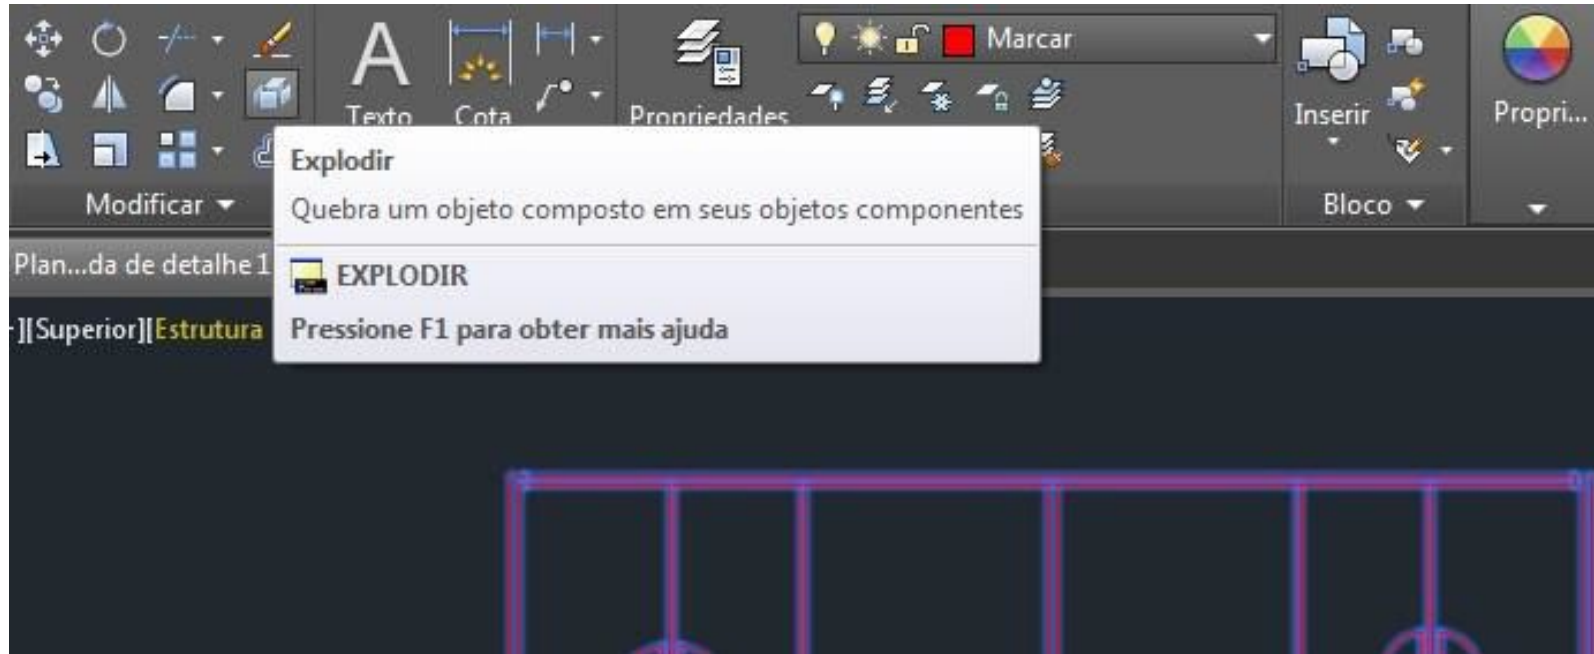 Marcar
Texto
Cota
Propriedades
Inserir
Propri...
Modificar
Bloco
Explodir
Quebra um objeto composto em seus objetos componentes
EXPLODIR
Pressione F1 para obter mais ajuda
Plan...da de detalhe 1
][Superior][Estrutura